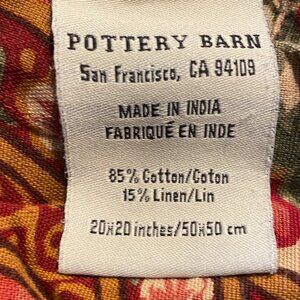 POTTERY BARN
San Francisco, CA 94109
MADE IN INDIA
FABRIQUÉ EN INDE
85% Cotton/Coton
15% Linen/Lin
20x20 inches/50x50 cm